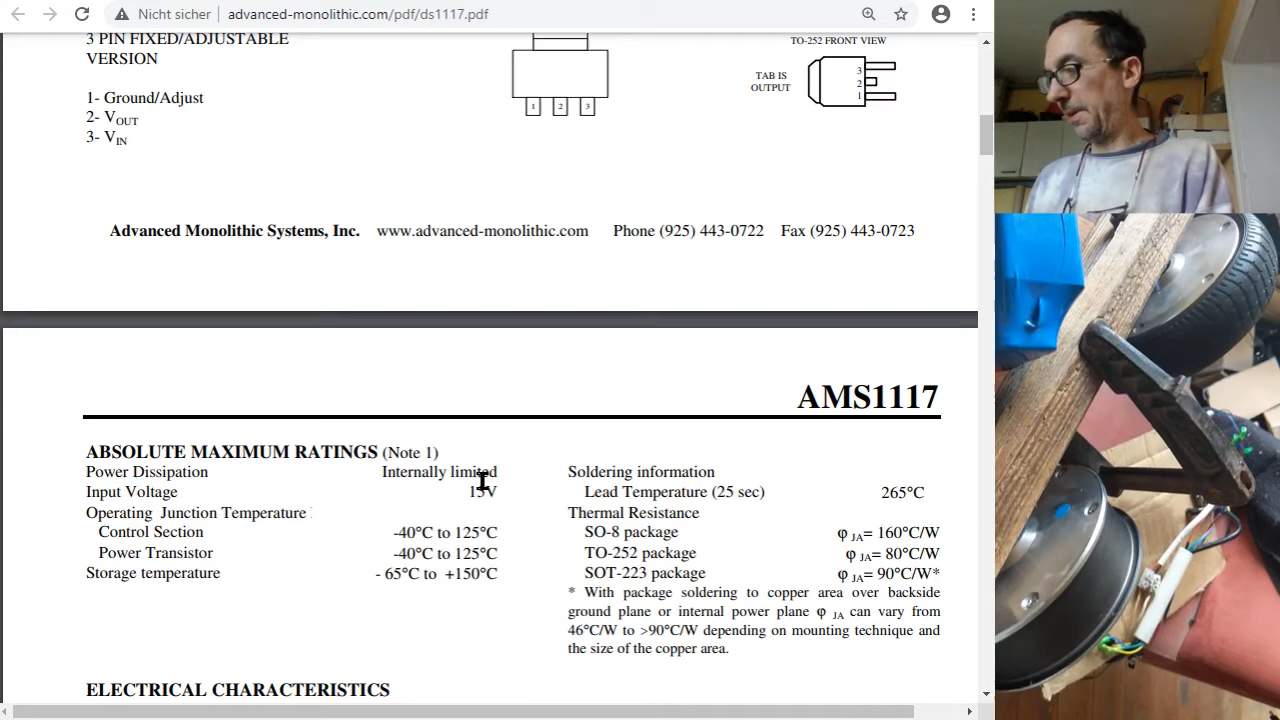 Nicht sicher advanced-monolithic.com/pdf/ds1117.pdf
3 PIN FIXED/ADJUSTABLE
VERSION
1- Ground/Adjust
2- VOUT
3- VIN
1 2 3
TO-252 FRONT VIEW
TAB IS
OUTPUT
3
2
1
Advanced Monolithic Systems, Inc. www.advanced-monolithic.com Phone (925) 443-0722 Fax (925) 443-0723
AMS1117
ABSOLUTE MAXIMUM RATINGS (Note 1)
Power Dissipation Internally limited
Input Voltage 15V
Operating Junction Temperature
Control Section -40°C to 125°C
Power Transistor -40°C to 125°C
Storage temperature - 65°C to +150°C
Soldering information
Lead Temperature (25 sec) 265°C
Thermal Resistance
SO-8 package φ JA= 160°C/W
TO-252 package φ JA= 80°C/W
SOT-223 package φ JA= 90°C/W*
* With package soldering to copper area over backside
ground plane or internal power plane φ JA can vary from
46°C/W to >90°C/W depending on mounting technique and
the size of the copper area.
ELECTRICAL CHARACTERISTICS